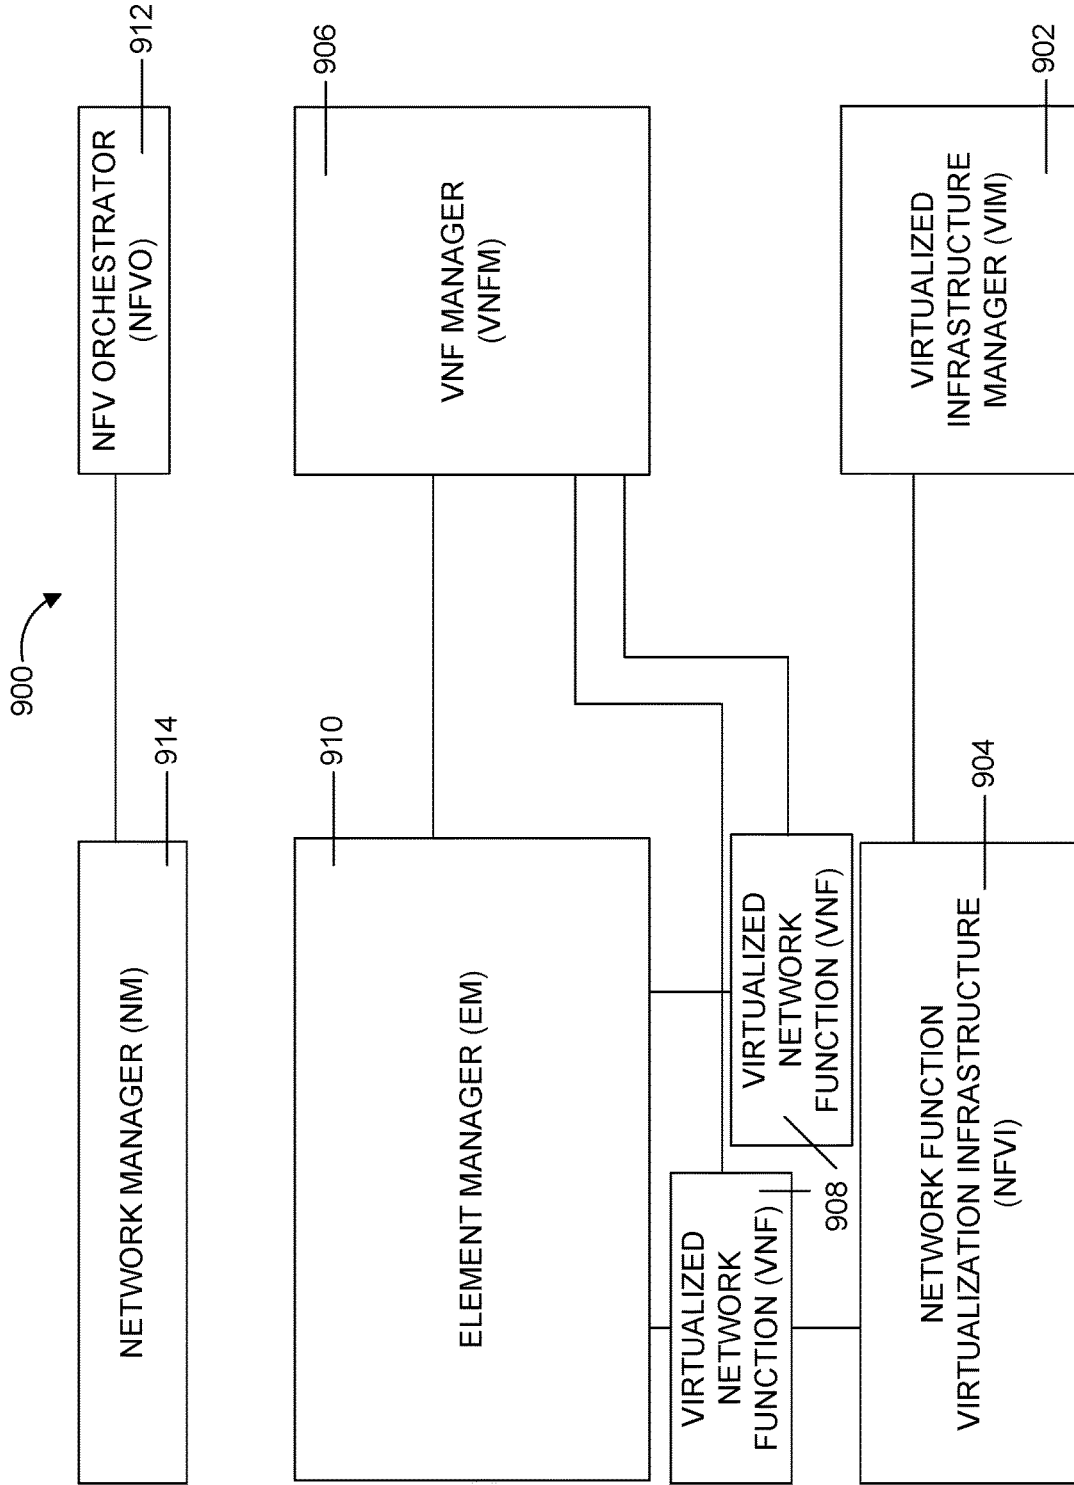 900
NETWORK MANAGER (NM)
914
NFV ORCHESTRATOR
(NFVO)
912
ELEMENT MANAGER (EM)
910
VNF MANAGER
(VNFM)
906
VIRTUALIZED
NETWORK
FUNCTION (VNF)
VIRTUALIZED
NETWORK
FUNCTION (VNF)
908
NETWORK FUNCTION
VIRTUALIZATION INFRASTRUCTURE
(NFVI)
904
VIRTUALIZED
INFRASTRUCTURE
MANAGER (VIM)
902